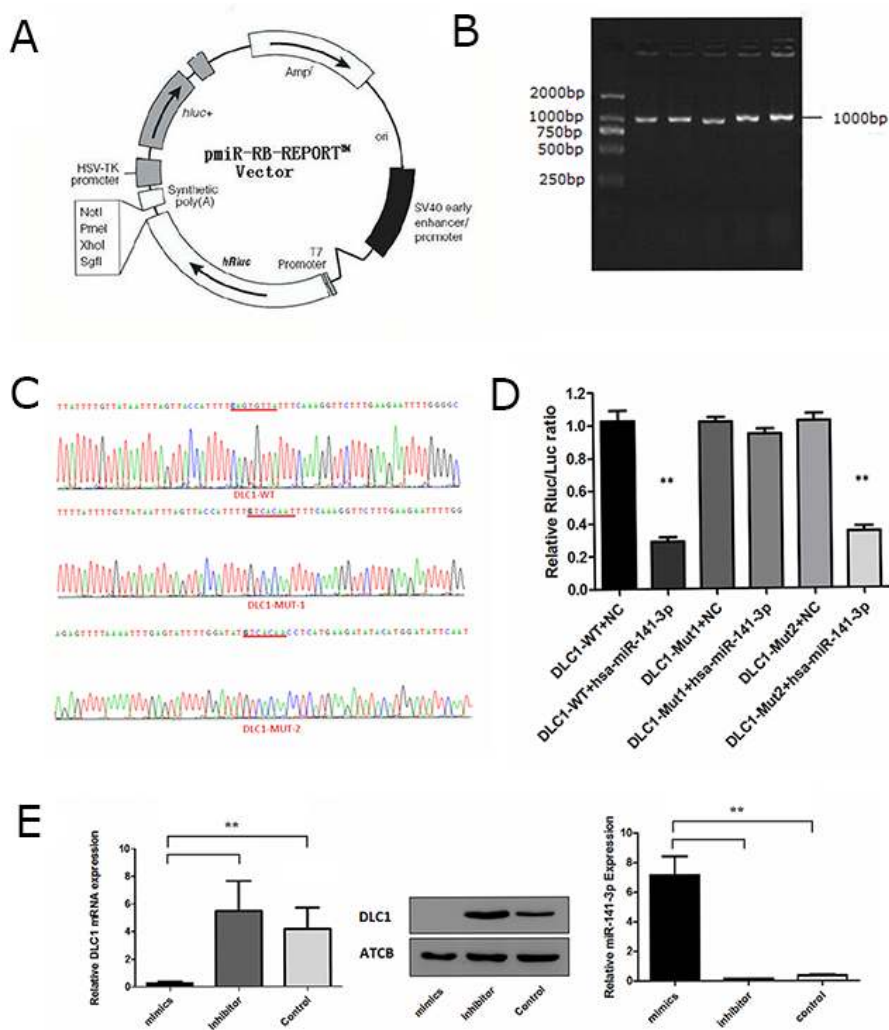 A
Amp^r
hluc+
ori
pmiR-RB-REPORT™
Vector
HSV-TK
promoter
Synthetic
poly(A)
SV40 early
enhancer/
promoter
NotI
PmeI
XhoI
SgfI
T7
Promoter
hRluc
B
2000bp
1000bp
750bp
500bp
250bp
1000bp
C
TTATTTTGTTATAATTTAGTTACCATTTTCAGTGTTATTTCAAAGGTTCTTTGAAGAATTTTGGGGC
DLC1-WT
TTTTATTTTGTTATAATTTAGTTACCATTTTGTCACAATTTTCAAAGGTTCTTTGAAGAATTTTGG
DLC1-MUT-1
AGAGTTTTAAAATTTGAGTATTTTGGATATGTCACAACCTCATGAAGATATACATGGATATTCAAT
DLC1-MUT-2
D
Relative Rluc/Luc ratio
1.2
1.0
0.8
0.6
0.4
0.2
0.0
**
**
DLC1-WT+NC
DLC1-WT+hsa-miR-141-3p
DLC1-Mut1+NC
DLC1-Mut1+hsa-miR-141-3p
DLC1-Mut2+NC
DLC1-Mut2+hsa-miR-141-3p
E
Relative DLC1 mRNA expression
10
8
6
4
2
0
**
mimics
inhibitor
Control
DLC1
ATCB
mimics
inhibitor
Control
Relative miR-141-3p Expression
10
8
6
4
2
0
**
mimics
inhibitor
control